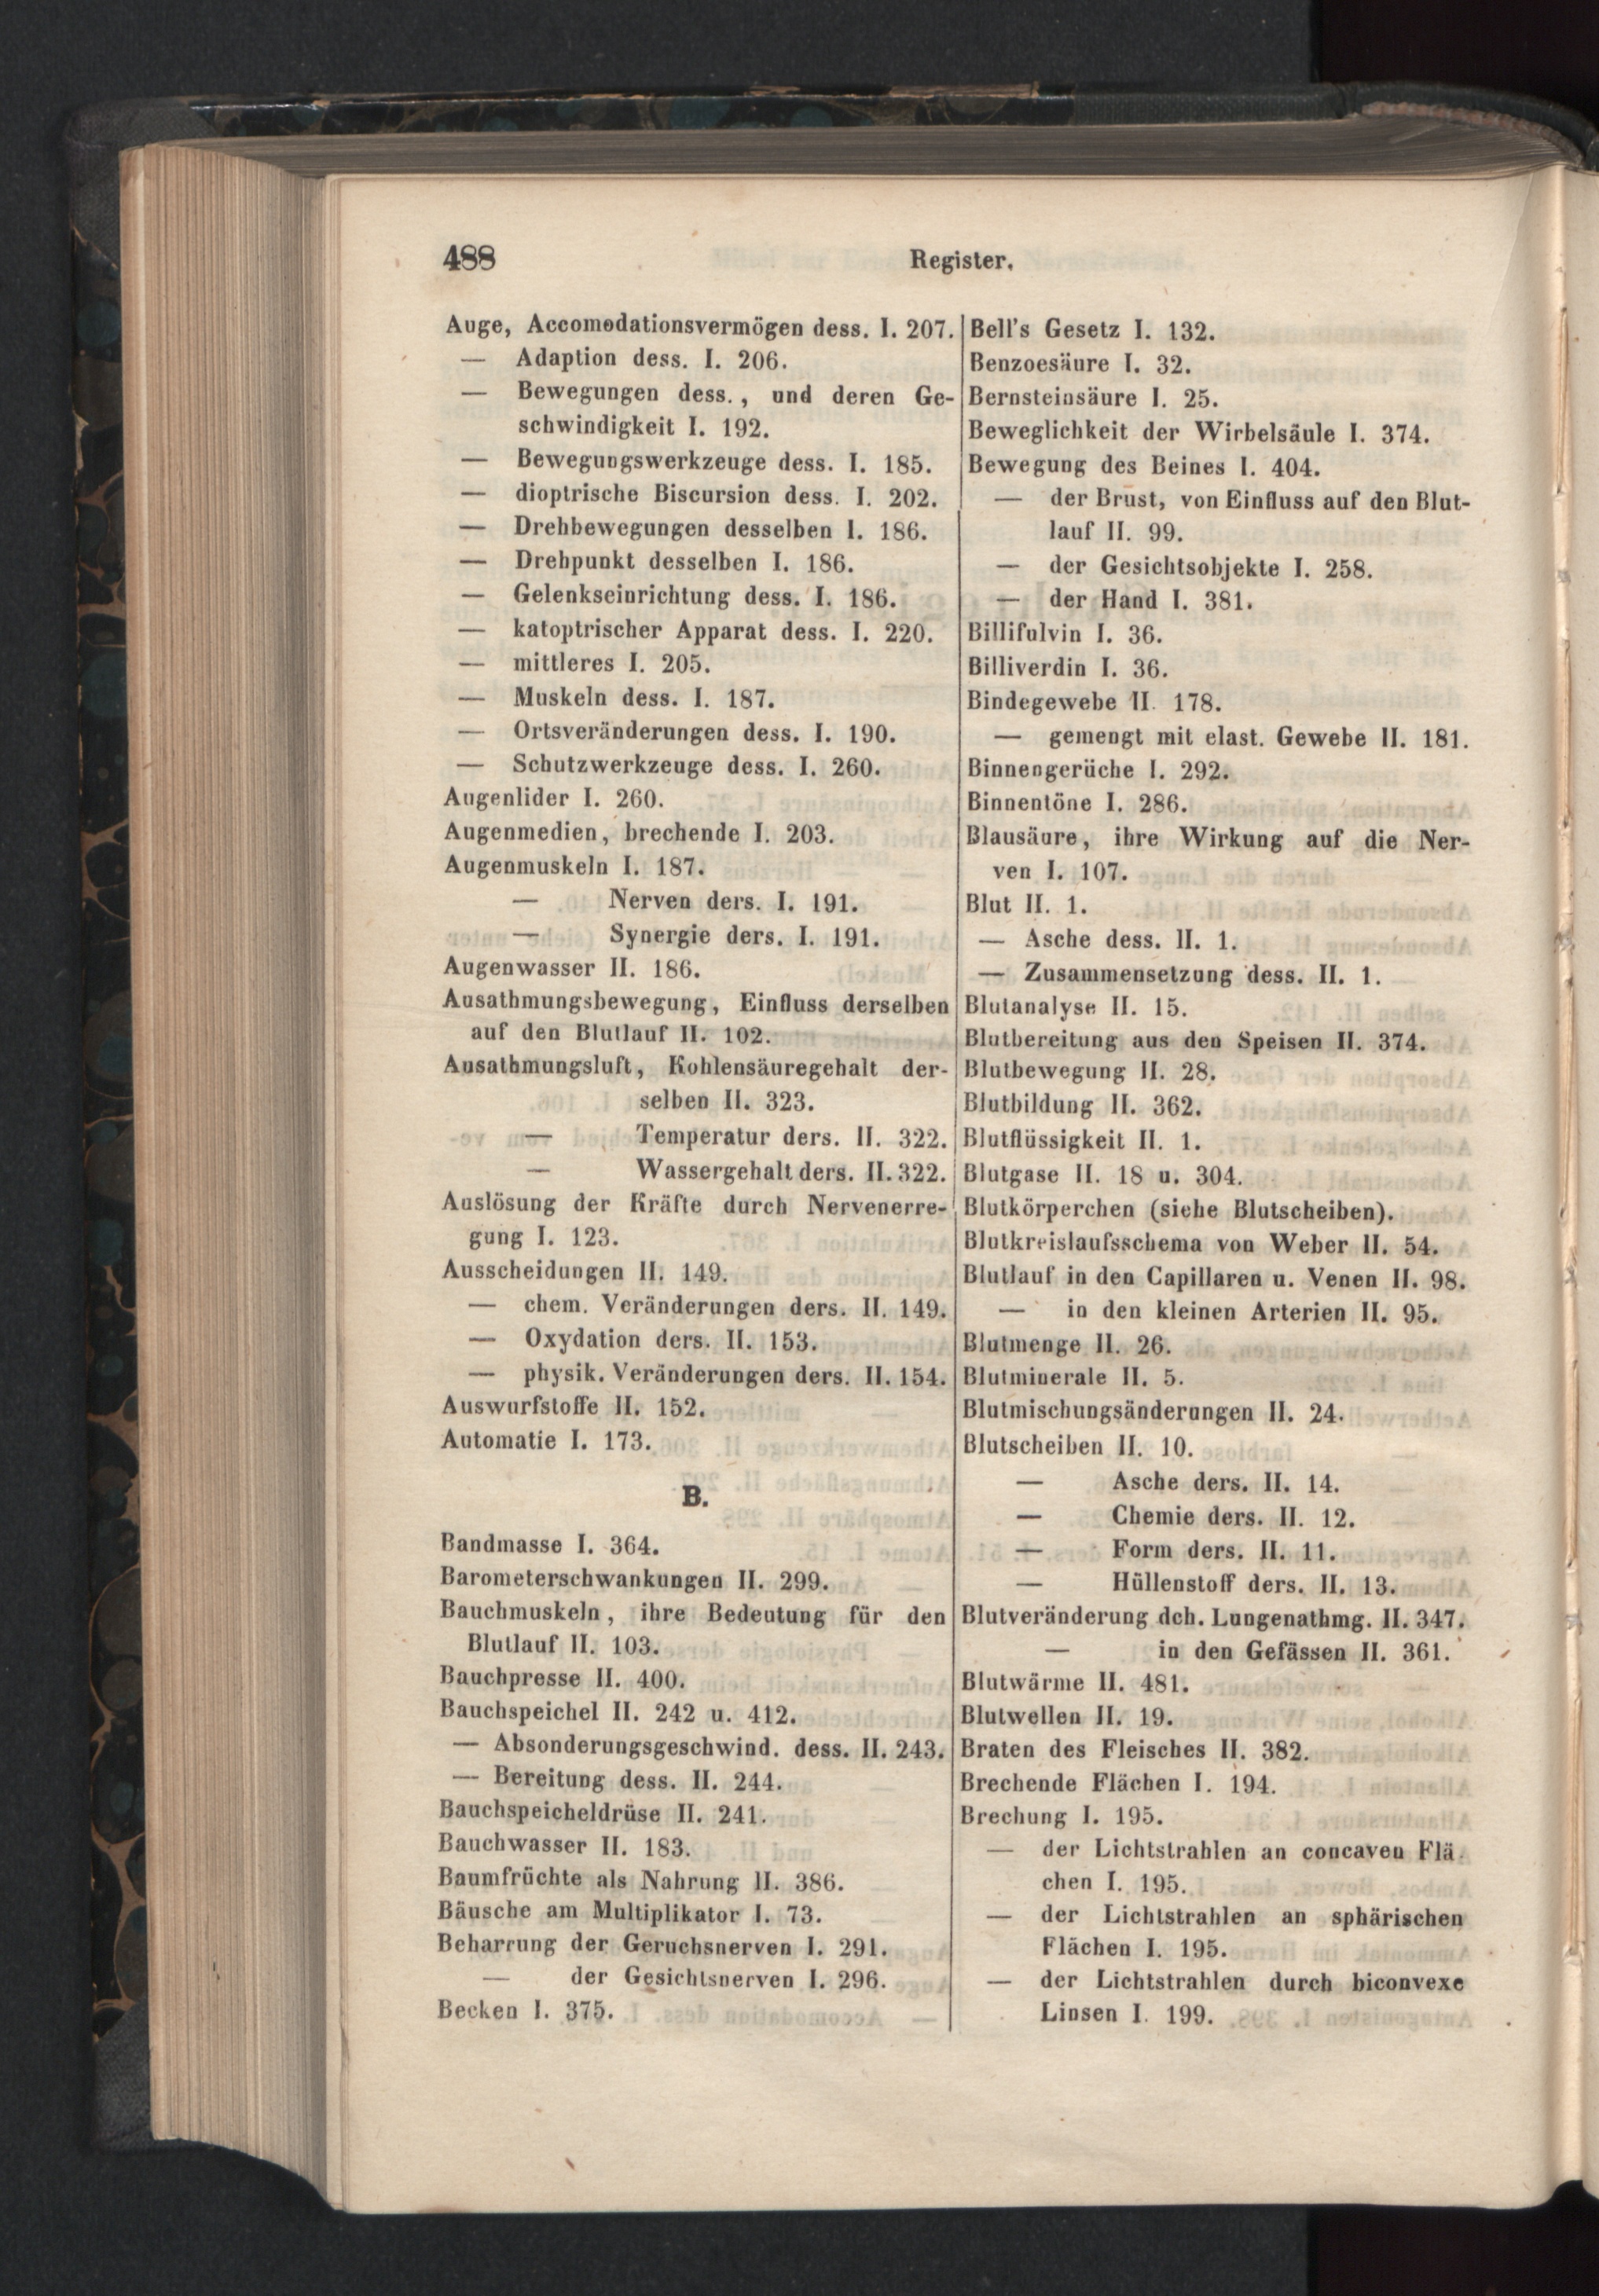 488
Register.
Auge, Accomodationsvermögen dess. I. 207.
— Adaption dess. I. 206.
— Bewegungen dess., und deren Ge-
schwindigkeit I. 192.
— Bewegungswerkzeuge dess. I. 185.
— dioptrische Biscursion dess. I. 202.
— Drehbewegungen desselben I. 186.
— Drehpunkt desselben I. 186.
— Gelenkseinrichtung dess. I. 186.
— katoptrischer Apparat dess. I. 220.
— mittleres I. 205.
— Muskeln dess. I. 187.
— Ortsveränderungen dess. I. 190.
— Schutzwerkzeuge dess. I. 260.
Augenlider I. 260.
Augenmedien, brechende I. 203.
Augenmuskeln I. 187.
— Nerven ders. I. 191.
— Synergie ders. I. 191.
Augenwasser II. 186.
Ausathmungsbewegung, Einfluss derselben
auf den Blutlauf II. 102.
Ausathmungsluft, Kohlensäuregehalt der-
selben II. 323.
— Temperatur ders. II. 322.
— Wassergehalt ders. II. 322.
Auslösung der Kräfte durch Nervenerre-
gung I. 123.
Ausscheidungen II. 149.
— chem. Veränderungen ders. II. 149.
— Oxydation ders. II. 153.
— physik. Veränderungen ders. II. 154.
Auswurfstoffe II. 152.
Automatie I. 173.
B.
Bandmasse I. 364.
Barometerschwankungen II. 299.
Bauchmuskeln, ihre Bedeutung für den
Blutlauf II. 103.
Bauchpresse II. 400.
Bauchspeichel II. 242 u. 412.
— Absonderungsgeschwind. dess. II. 243.
— Bereitung dess. II. 244.
Bauchspeicheldrüse II. 241.
Bauchwasser II. 183.
Baumfrüchte als Nahrung II. 386.
Bäusche am Multiplikator I. 73.
Beharrung der Geruchsnerven I. 291.
— der Gesichtsnerven I. 296.
Becken I. 375.
Bell's Gesetz I. 132.
Benzoesäure I. 32.
Bernsteinsäure I. 25.
Beweglichkeit der Wirbelsäule I. 374.
Bewegung des Beines I. 404.
— der Brust, von Einfluss auf den Blut-
lauf II. 99.
— der Gesichtsobjekte I. 258.
— der Hand I. 381.
Billifulvin I. 36.
Billiverdin I. 36.
Bindegewebe II. 178.
— gemengt mit elast. Gewebe II. 181.
Binnengerüche I. 292.
Binnentöne I. 286.
Blausäure, ihre Wirkung auf die Ner-
ven I. 107.
Blut II. 1.
— Asche dess. II. 1.
— Zusammensetzung dess. II. 1.
Blutanalyse II. 15.
Blutbereitung aus den Speisen II. 374.
Blutbewegung II. 28.
Blutbildung II. 362.
Blutflüssigkeit II. 1.
Blutgase II. 18 u. 304.
Blutkörperchen (siehe Blutscheiben).
Blutkreislaufsschema von Weber II. 54.
Blutlauf in den Capillaren u. Venen II. 98.
— in den kleinen Arterien II. 95.
Blutmenge II. 26.
Blutminerale II. 5.
Blutmischungsänderungen II. 24.
Blutscheiben II. 10.
— Asche ders. II. 14.
— Chemie ders. II. 12.
— Form ders. II. 11.
— Hüllenstoff ders. II. 13.
Blutveränderung dch. Lungenathmg. II. 347.
— in den Gefässen II. 361.
Blutwärme II. 481.
Blutwellen II. 19.
Braten des Fleisches II. 382.
Brechende Flächen I. 194.
Brechung I. 195.
— der Lichtstrahlen an concaven Flä-
chen I. 195.
— der Lichtstrahlen an sphärischen
Flächen I. 195.
— der Lichtstrahlen durch biconvexe
Linsen I. 199.